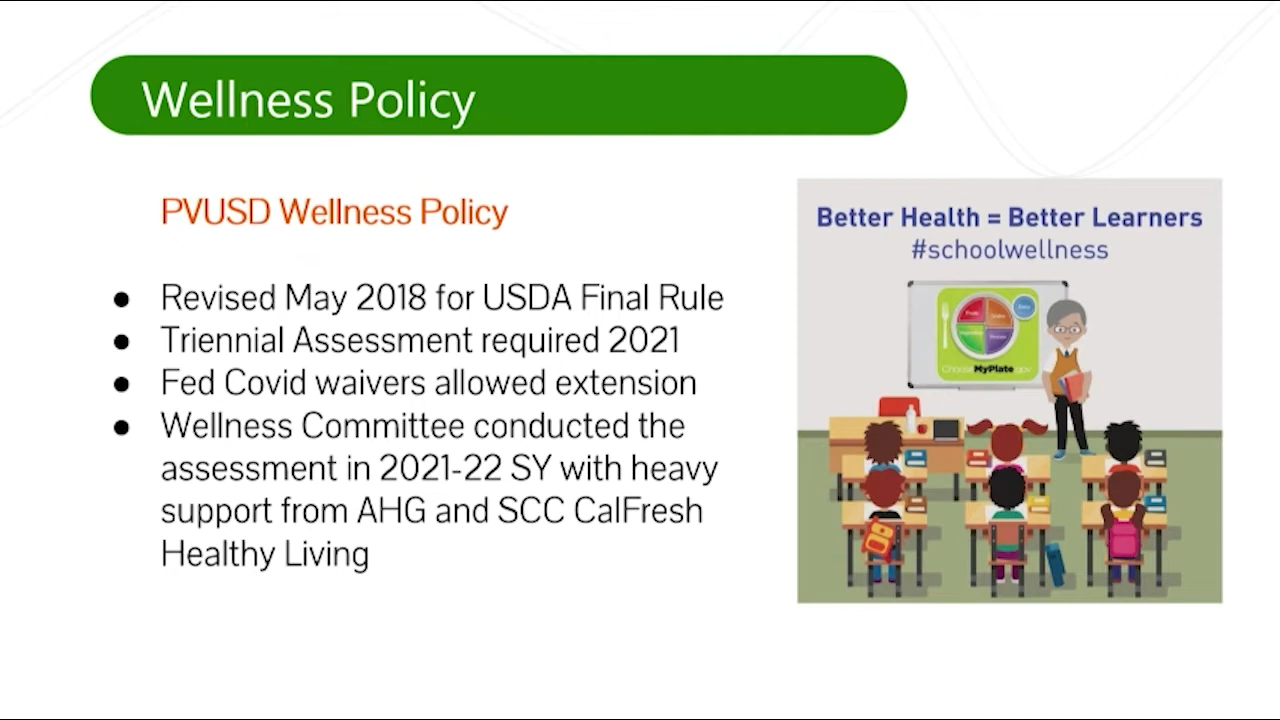 Wellness Policy
PVUSD Wellness Policy
● Revised May 2018 for USDA Final Rule
● Triennial Assessment required 2021
● Fed Covid waivers allowed extension
● Wellness Committee conducted the
assessment in 2021-22 SY with heavy
support from AHG and SCC CalFresh
Healthy Living
Better Health = Better Learners
#schoolwellness
ChooseMyPlate.gov